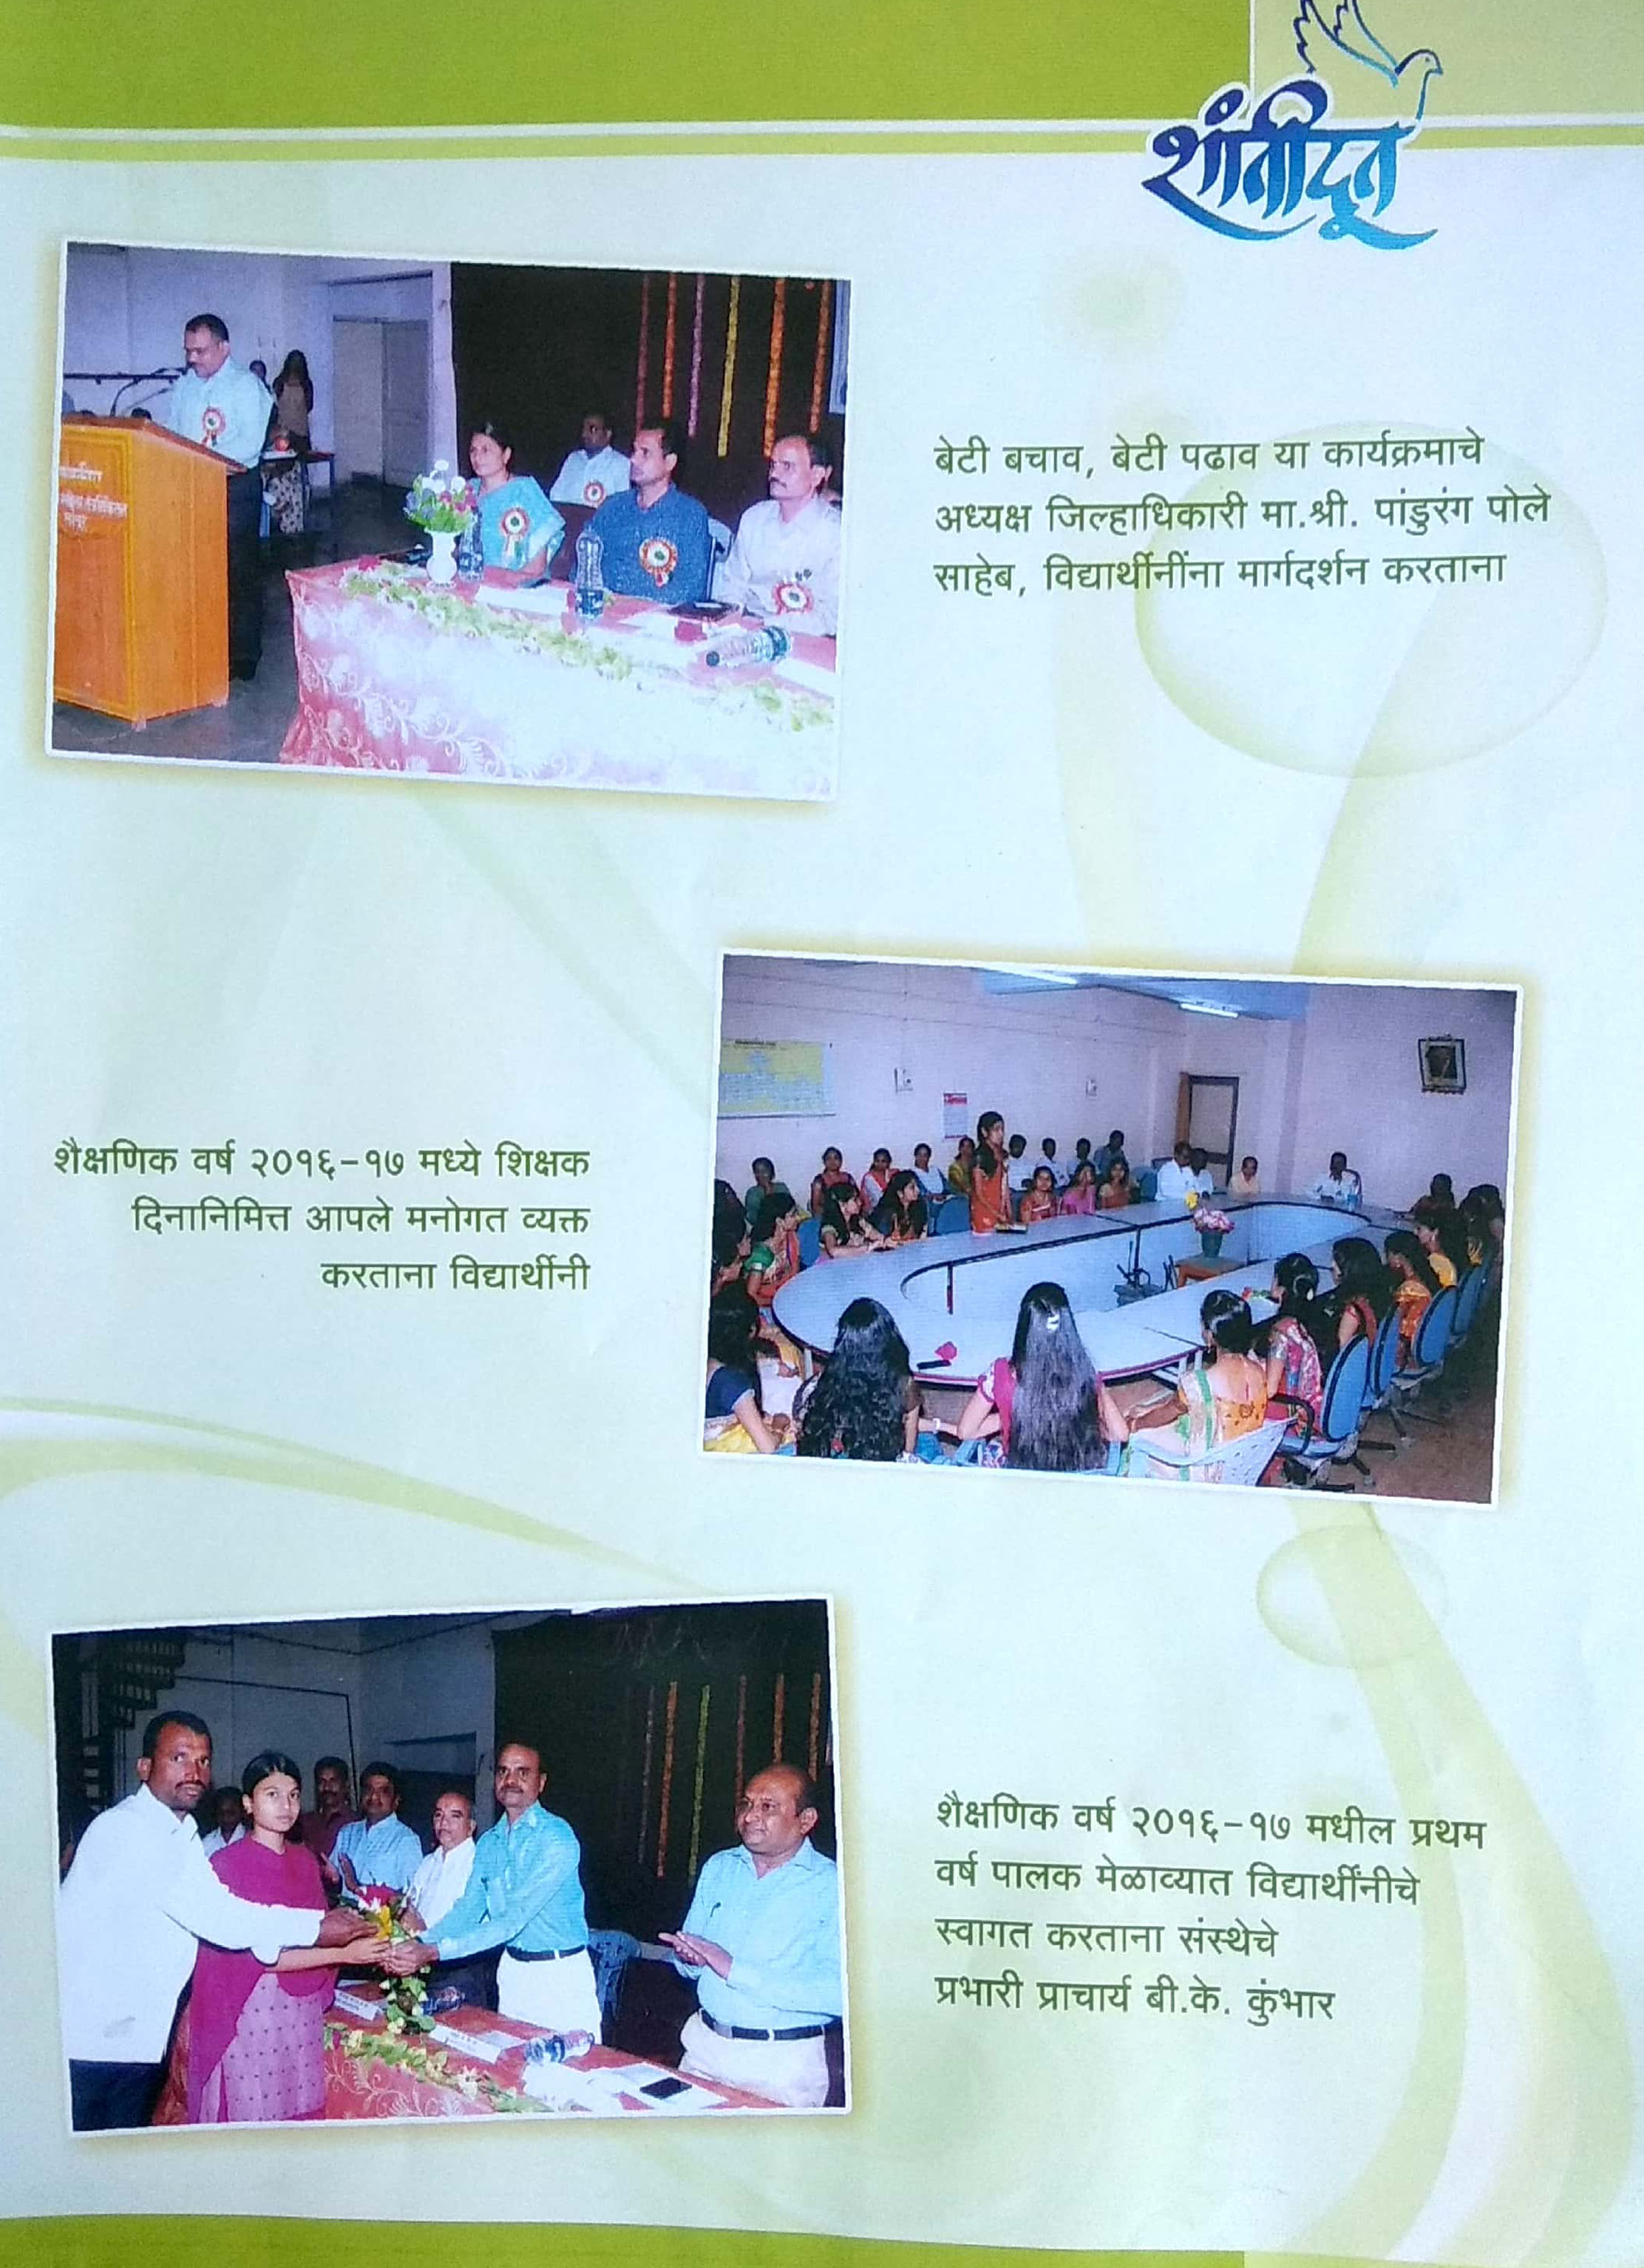 शांतीदूत
बेटी बचाव, बेटी पढाव या कार्यक्रमाचे
अध्यक्ष जिल्हाधिकारी मा.श्री. पांडुरंग पोले
साहेब, विद्यार्थीनींना मार्गदर्शन करताना
शैक्षणिक वर्ष २०१६-१७ मध्ये शिक्षक
दिनानिमित्त आपले मनोगत व्यक्त
करताना विद्यार्थीनी
शैक्षणिक वर्ष २०१६-१७ मधील प्रथम
वर्ष पालक मेळाव्यात विद्यार्थीनीचे
स्वागत करताना संस्थेचे
प्रभारी प्राचार्य बी.के. कुंभार